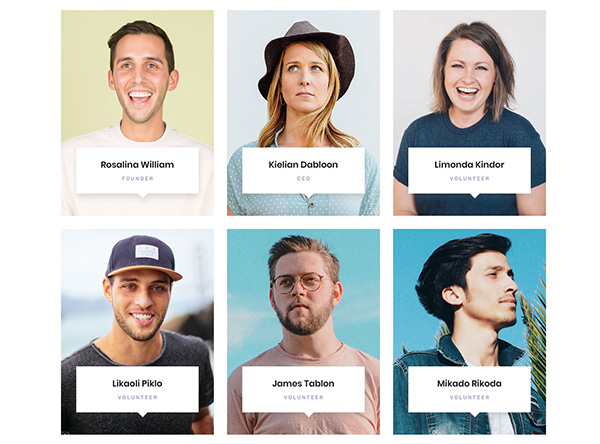 Rosalina William
FOUNDER
Kielian Dabloon
CEO
Limonda Kindor
VOLUNTEER
Likaoli Piklo
VOLUNTEER
James Tablon
VOLUNTEER
Mikado Rikoda
VOLUNTEER